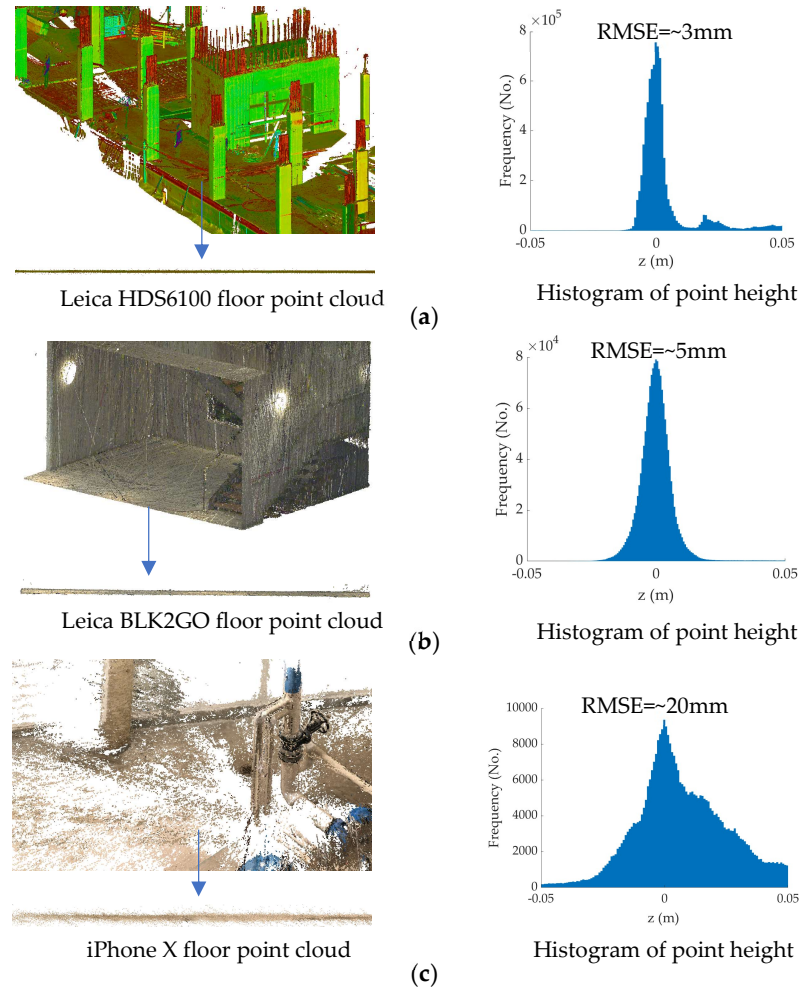 ×10⁵
RMSE=~3mm
8
6
4
2
0
Frequency (No.)
-0.05
0
0.05
z (m)
Leica HDS6100 floor point cloud
Histogram of point height
(a)
×10⁴
RMSE=~5mm
8
6
4
2
0
Frequency (No.)
-0.05
0
0.05
z (m)
Leica BLK2GO floor point cloud
Histogram of point height
(b)
RMSE=~20mm
10000
8000
6000
4000
2000
0
Frequency (No.)
-0.05
0
0.05
z (m)
iPhone X floor point cloud
Histogram of point height
(c)